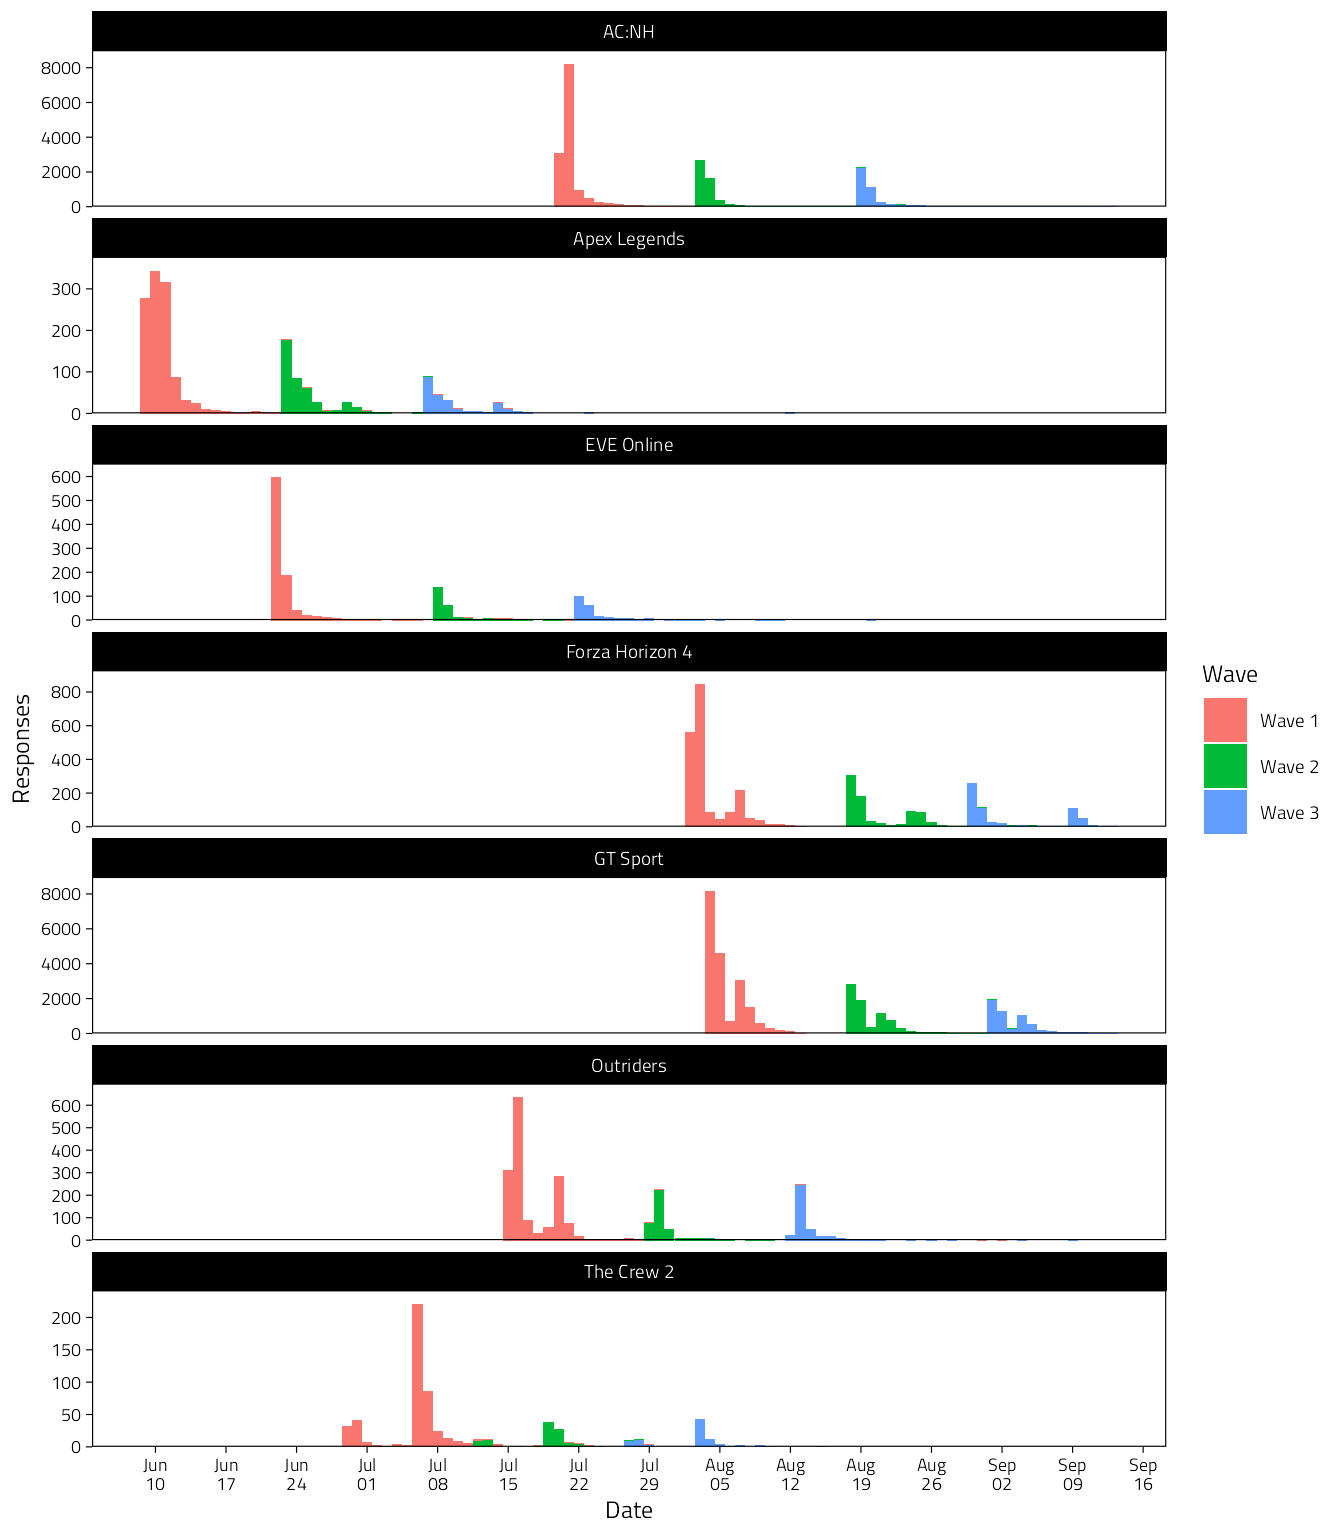 AC:NH
8000
6000
4000
2000
0
Apex Legends
300
200
100
0
EVE Online
600
500
400
300
200
100
0
Forza Horizon 4
800
600
400
200
0
GT Sport
8000
6000
4000
2000
0
Outriders
600
500
400
300
200
100
0
The Crew 2
200
150
100
50
0
Jun Jun Jun Jul Jul Jul Jul Jul Aug Aug Aug Aug Sep Sep Sep
10 17 24 01 08 15 22 29 05 12 19 26 02 09 16
Date
Responses
Wave
Wave 1
Wave 2
Wave 3